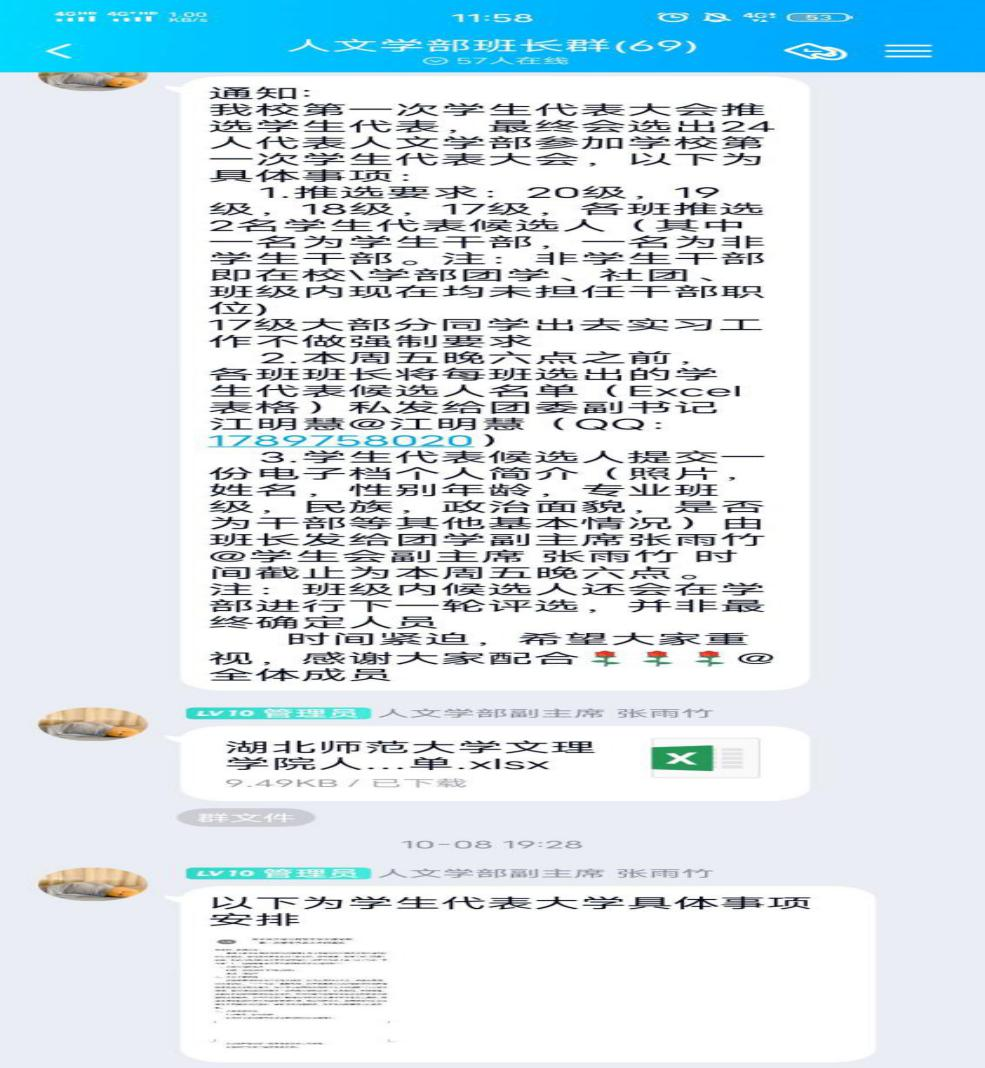 4G HD 4G+HD 1.00 KB/s 11:58 4G 53
人文学部班长群(69)
57人在线
通知:
我校第一次学生代表大会推
选学生代表，最终会选出24
人代表人文学部参加学校第
一次学生代表大会，以下为
具体事项:
1.推选要求：20级，19
级，18级，17级，各班推选
2名学生代表候选人（其中
一名为学生干部，一名为非
学生干部。注：非学生干部
即在校\学部团学、社团、
班级内现在均未担任干部职
位)
17级大部分同学出去实习工
作不做强制要求
2.本周五晚六点之前，
各班班长将每班选出的学
生代表候选人名单（Excel
表格）私发给团委副书记
江明慧@江明慧（QQ：
1789758020)
3.学生代表候选人提交一
份电子档个人简介（照片，
姓名，性别年龄，专业班
级，民族，政治面貌，是否
为干部等其他基本情况）由
班长发给团学副主席张雨竹
@学生会副主席 张雨竹 时
间截止为本周五晚六点。
注：班级内候选人还会在学
部进行下一轮评选，并非最
终确定人员
时间紧迫，希望大家重
视，感谢大家配合🌹🌹🌹@
全体成员
LV10 管理员 人文学部副主席 张雨竹
湖北师范大学文理
学院人...单.xlsx
9.49KB / 已下载
群文件
10-08 19:28
LV10 管理员 人文学部副主席 张雨竹
以下为学生代表大学具体事项
安排